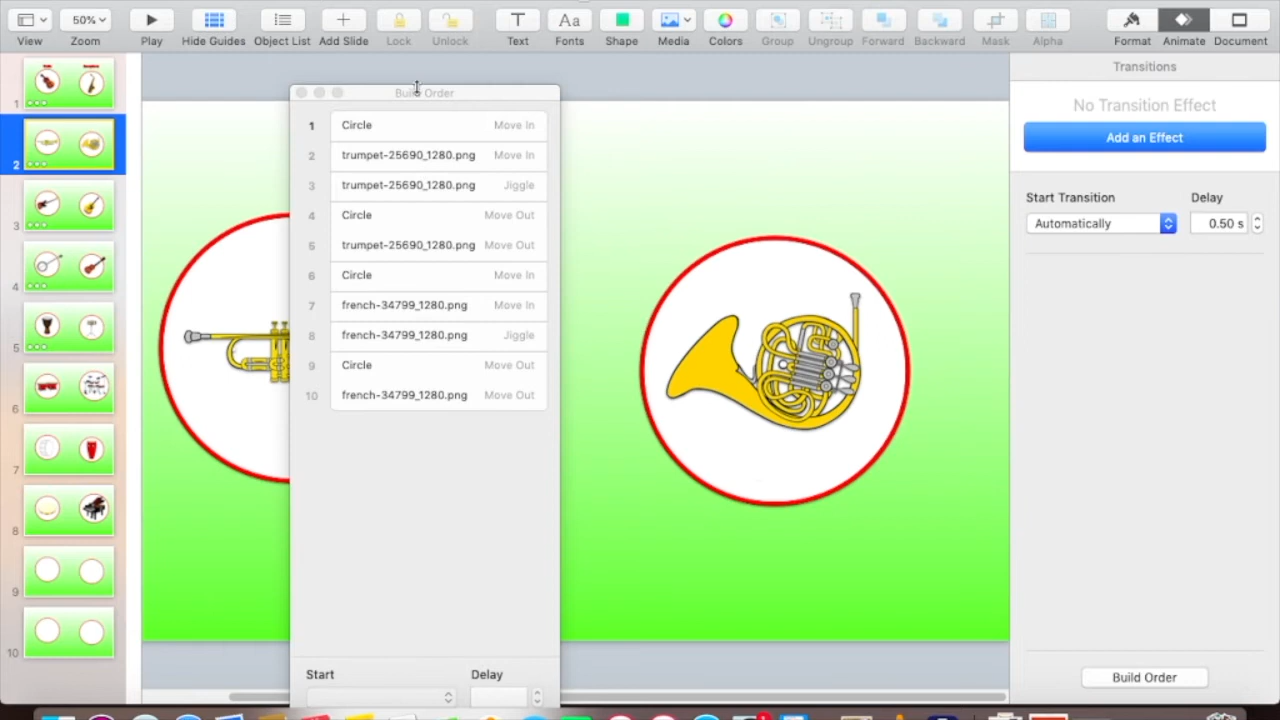 50%
View Zoom Play Hide Guides Object List Add Slide Lock Unlock Text Fonts Shape Media Colors Group Ungroup Forward Backward Mask Alpha Format Animate Document
Aa
Transitions
No Transition Effect
Add an Effect
Start Transition Delay
Automatically 0.50 s
Build Order
1 Circle Move In
2 trumpet-25690_1280.png Move In
3 trumpet-25690_1280.png Jiggle
4 Circle Move Out
5 trumpet-25690_1280.png Move Out
6 Circle Move In
7 french-34799_1280.png Move In
8 french-34799_1280.png Jiggle
9 Circle Move Out
10 french-34799_1280.png Move Out
Start Delay
Build Order
1
2
3
4
5
6
7
8
9
10